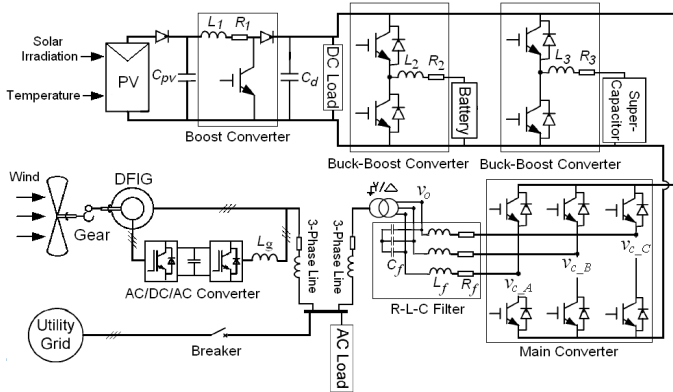 Solar
Irradiation
Temperature
PV
C_pv
L_1 R_1
C_d
Boost Converter
DC Load
L_2 R_2
Battery
Buck-Boost Converter
L_3 R_3
Super-
Capacitor
Buck-Boost Converter
Wind
DFIG
Gear
L_g
AC/DC/AC Converter
3-Phase Line
3-Phase Line
Y/△
v_o
C_f
L_f R_f
R-L-C Filter
v_c_C
v_c_B
v_c_A
Main Converter
Utility
Grid
Breaker
AC Load